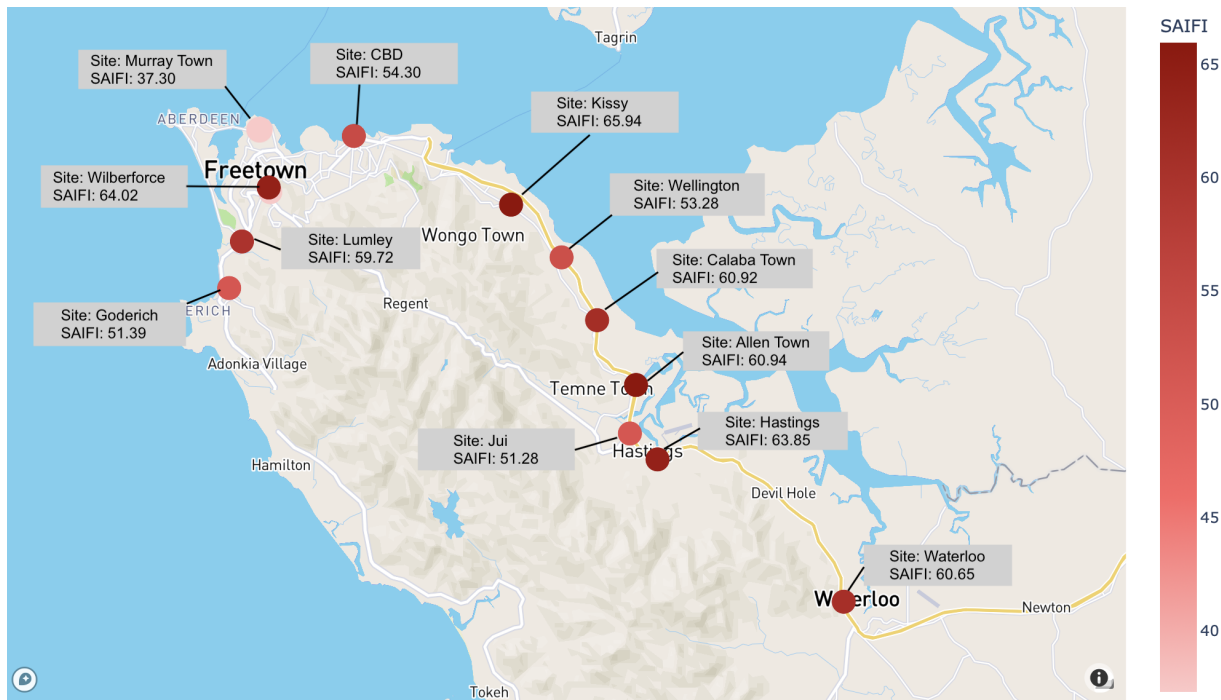 SAIFI
Tagrin
Site: CBD
SAIFI: 54.30
Site: Murray Town
SAIFI: 37.30
65
Site: Kissy
SAIFI: 65.94
ABERDEEN
Freetown
Site: Wilberforce
SAIFI: 64.02
60
Site: Wellington
SAIFI: 53.28
Wongo Town
Site: Lumley
SAIFI: 59.72
Site: Calaba Town
SAIFI: 60.92
55
Regent
ERICH
Site: Goderich
SAIFI: 51.39
Site: Allen Town
SAIFI: 60.94
Adonkia Village
Temne Town
50
Site: Hastings
SAIFI: 63.85
Site: Jui
SAIFI: 51.28
Hastings
Hamilton
Devil Hole
45
Site: Waterloo
SAIFI: 60.65
Waterloo
Newton
40
Tokeh